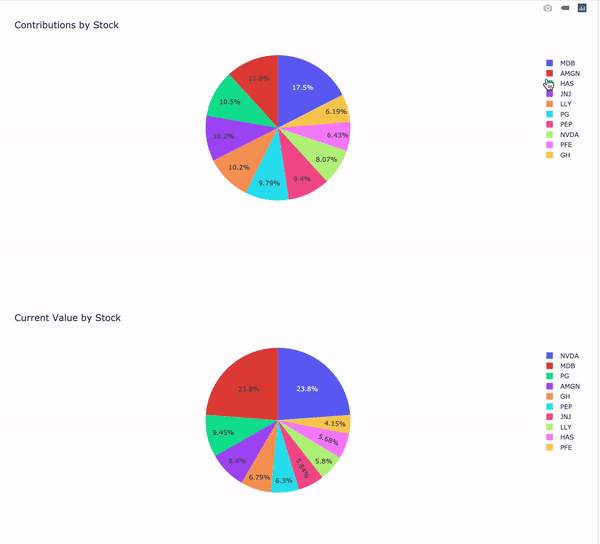 Contributions by Stock
17.5%
6.19%
6.43%
8.07%
9.4%
9.79%
10.2%
10.2%
10.5%
11.8%
MDB
AMGN
HAS
JNJ
LLY
PG
PEP
NVDA
PFE
GH
Current Value by Stock
23.8%
4.15%
5.68%
5.8%
5.84%
6.3%
6.79%
8.4%
9.45%
23.8%
NVDA
MDB
PG
AMGN
GH
PEP
JNJ
LLY
HAS
PFE